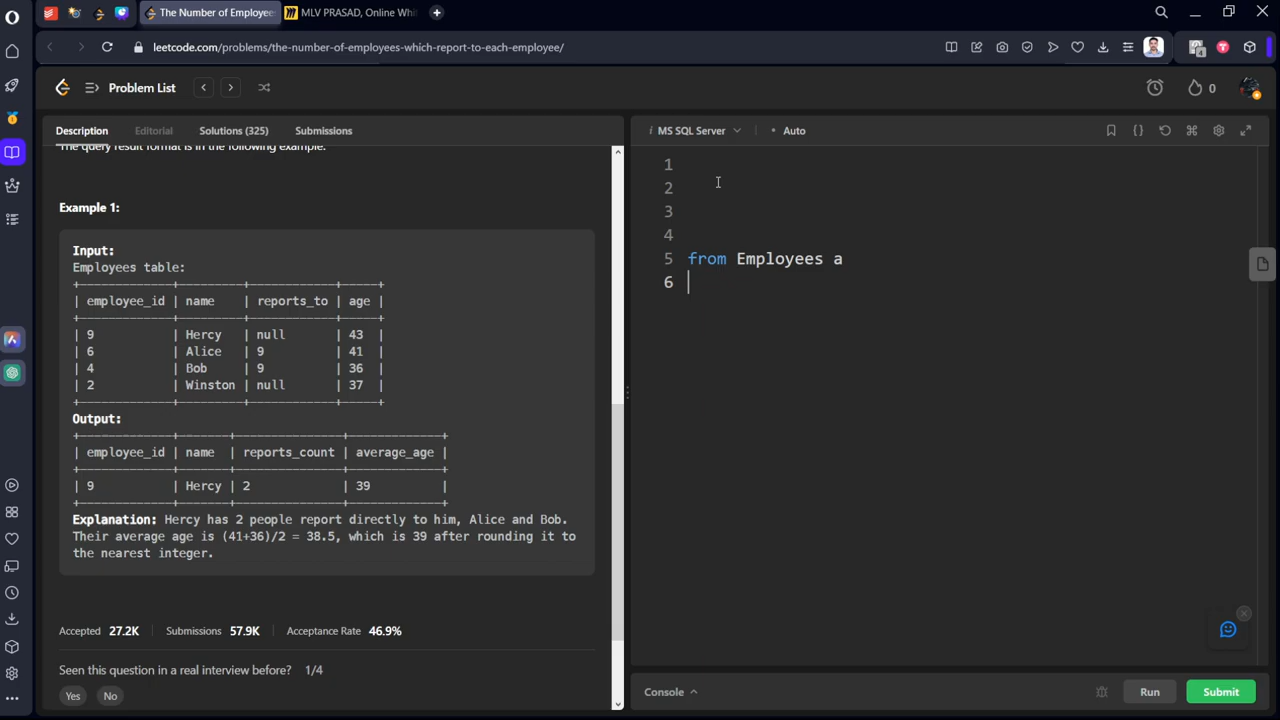 The Number of Employees
MLV PRASAD, Online Whi
leetcode.com/problems/the-number-of-employees-which-report-to-each-employee/
4
Problem List
0
Description Editorial Solutions (325) Submissions
The query result format is in the following example.
Example 1:
Input:
Employees table:
+-------------+---------+------------+-----+
| employee_id | name    | reports_to | age |
+-------------+---------+------------+-----+
| 9           | Hercy   | null       | 43  |
| 6           | Alice   | 9          | 41  |
| 4           | Bob     | 9          | 36  |
| 2           | Winston | null       | 37  |
+-------------+---------+------------+-----+
Output:
+-------------+-------+---------------+-------------+
| employee_id | name  | reports_count | average_age |
+-------------+-------+---------------+-------------+
| 9           | Hercy | 2             | 39          |
+-------------+-------+---------------+-------------+
Explanation: Hercy has 2 people report directly to him, Alice and Bob.
Their average age is (41+36)/2 = 38.5, which is 39 after rounding it to
the nearest integer.
Accepted 27.2K Submissions 57.9K Acceptance Rate 46.9%
Seen this question in a real interview before? 1/4
Yes No
i MS SQL Server • Auto
1
2
3
4
5 from Employees a
6
Console Run Submit